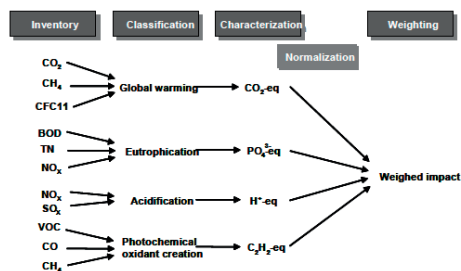 Inventory Classification Characterization Weighting
Normalization
CO₂
CH₄ Global warming CO₂-eq
CFC11
BOD
TN Eutrophication PO₄³⁻-eq
NOₓ
Weighed impact
NOₓ
SOₓ Acidification H⁺-eq
VOC
CO Photochemical C₂H₂-eq
oxidant creation
CH₄